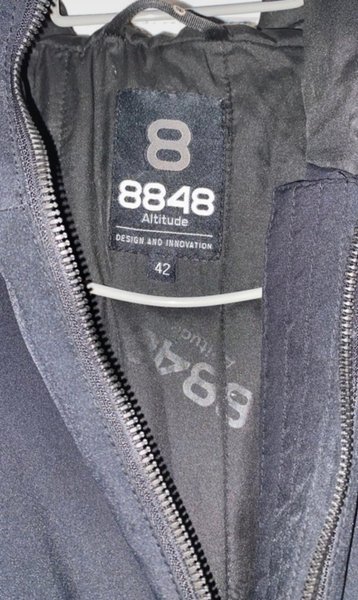 8
8848
Altitude
DESIGN AND INNOVATION
42